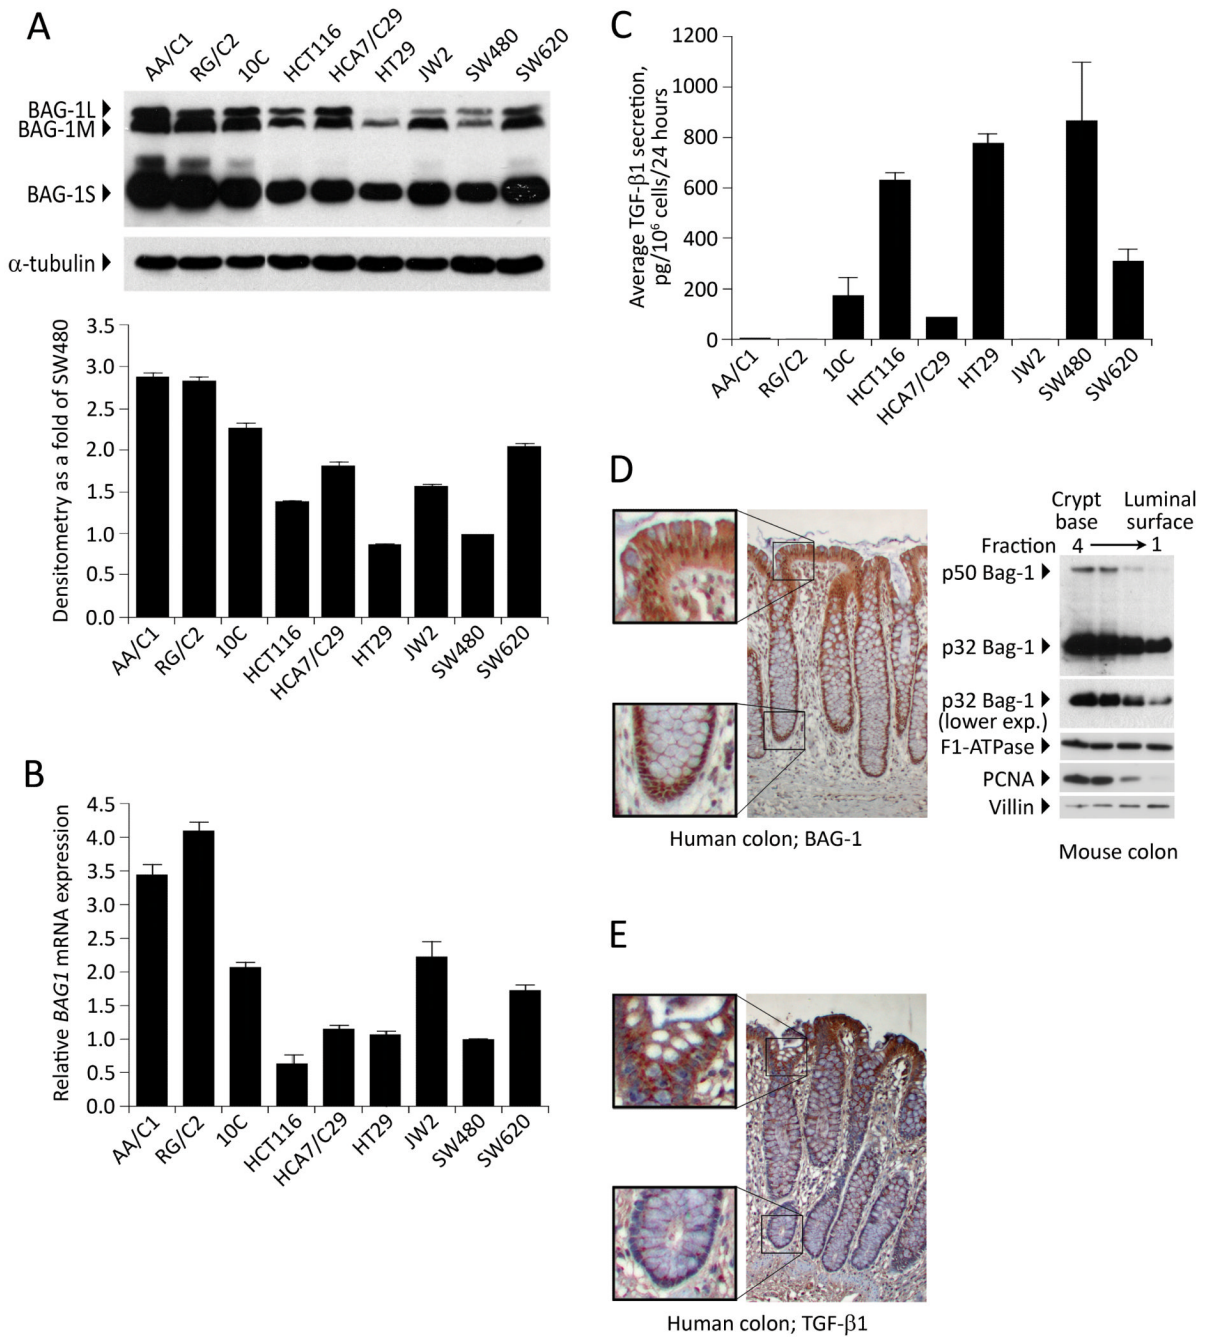 A
AA/C1
RG/C2
10C
HCT116
HCA7/C29
HT29
JW2
SW480
SW620
BAG-1L
BAG-1M
BAG-1S
α-tubulin
Densitometry as a fold of SW480
3.5
3.0
2.5
2.0
1.5
1.0
0.5
0.0
AA/C1
RG/C2
10C
HCT116
HCA7/C29
HT29
JW2
SW480
SW620
B
Relative BAG1 mRNA expression
4.5
4.0
3.5
3.0
2.5
2.0
1.5
1.0
0.5
0.0
AA/C1
RG/C2
10C
HCT116
HCA7/C29
HT29
JW2
SW480
SW620
C
Average TGF-β1 secretion,
pg/10⁶ cells/24 hours
1200
1000
800
600
400
200
0
AA/C1
RG/C2
10C
HCT116
HCA7/C29
HT29
JW2
SW480
SW620
D
Human colon; BAG-1
Crypt base
Luminal surface
Fraction 4 1
p50 Bag-1
p32 Bag-1
p32 Bag-1
(lower exp.)
F1-ATPase
PCNA
Villin
Mouse colon
E
Human colon; TGF-β1